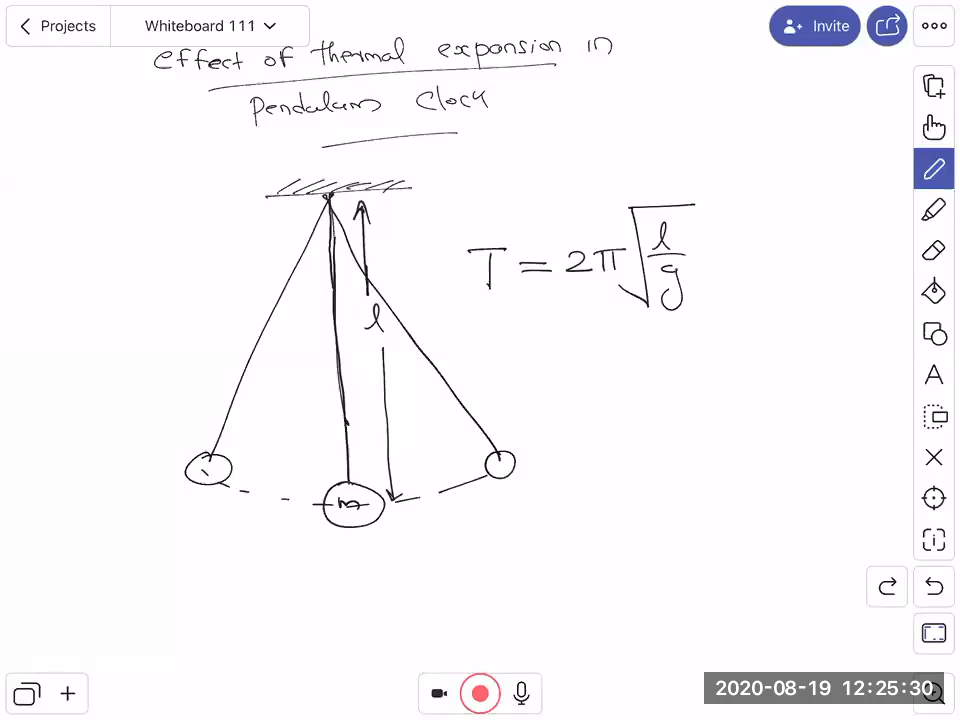 Projects
Whiteboard 111
Invite
effect of thermal expansion in
Pendulum Clock
l
T = 2π√(l/g)
m
A
2020-08-19 12:25:30